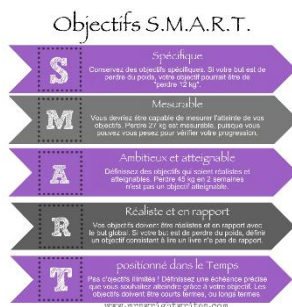 Objectifs S.M.A.R.T.
S
Spécifique
Conservez des objectifs spécifiques. Si votre but est de
perdre du poids, votre objectif pourrait être de
"perdre 12 kg".
M
Mesurable
Vous devriez être capable de mesurer l'atteinte de vos
objectifs. Perdre 27 kg est mesurable, puisque vous
pouvez vous pesez pour vérifier votre progression.
A
Ambitieux et atteignable
Définissez des objectifs qui soient réalistes et
atteignables. Perdre 45 kg en 2 semaines
n'est pas un objectif atteignable.
R
Réaliste et en rapport
Vos objectifs doivent être réalistes et en rapport avec
le but global. Si votre but est de perdre du poids, définir
un objectif consistant à lire un livre n'a pas de rapport.
T
positionné dans le Temps
Pas d'objectifs illimités ! Définissez une échéance précise
que vous souhaitez atteindre grâce à votre objectif. Les
objectifs doivent être courts termes, ou longs termes